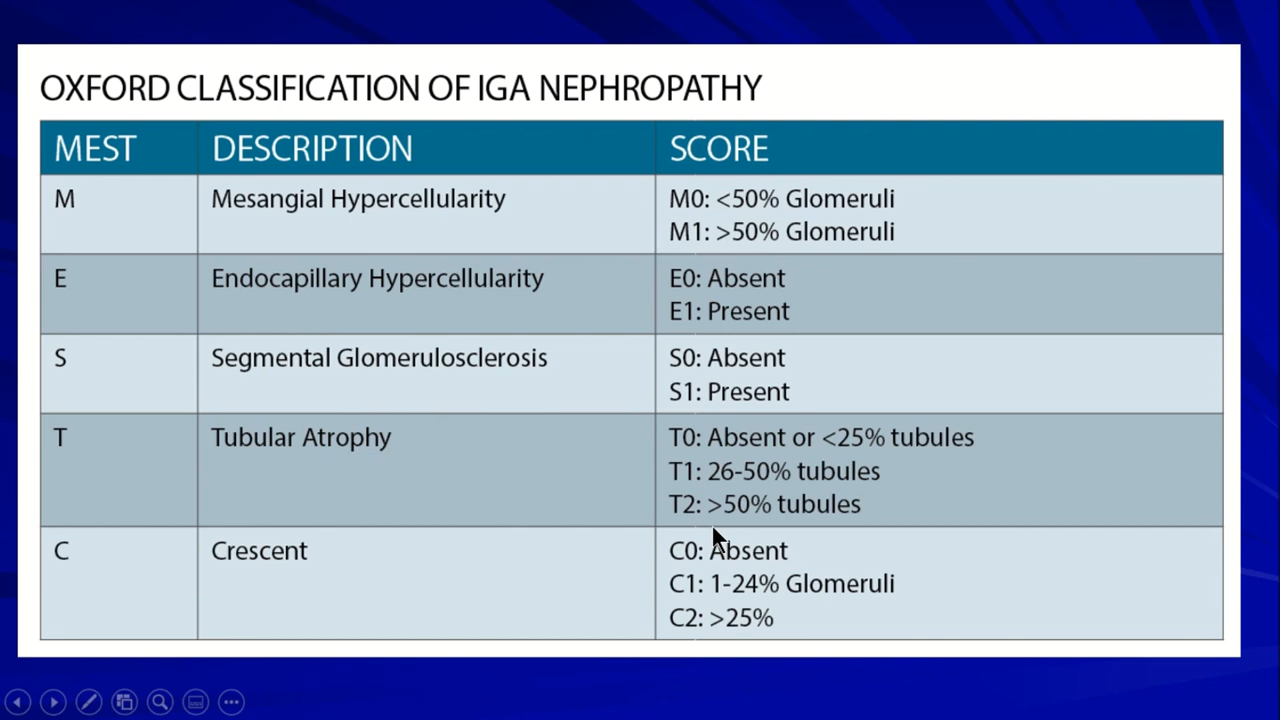 OXFORD CLASSIFICATION OF IGA NEPHROPATHY
MEST DESCRIPTION SCORE
M Mesangial Hypercellularity M0: <50% Glomeruli
M1: >50% Glomeruli
E Endocapillary Hypercellularity E0: Absent
E1: Present
S Segmental Glomerulosclerosis S0: Absent
S1: Present
T Tubular Atrophy T0: Absent or <25% tubules
T1: 26-50% tubules
T2: >50% tubules
C Crescent C0: Absent
C1: 1-24% Glomeruli
C2: >25%